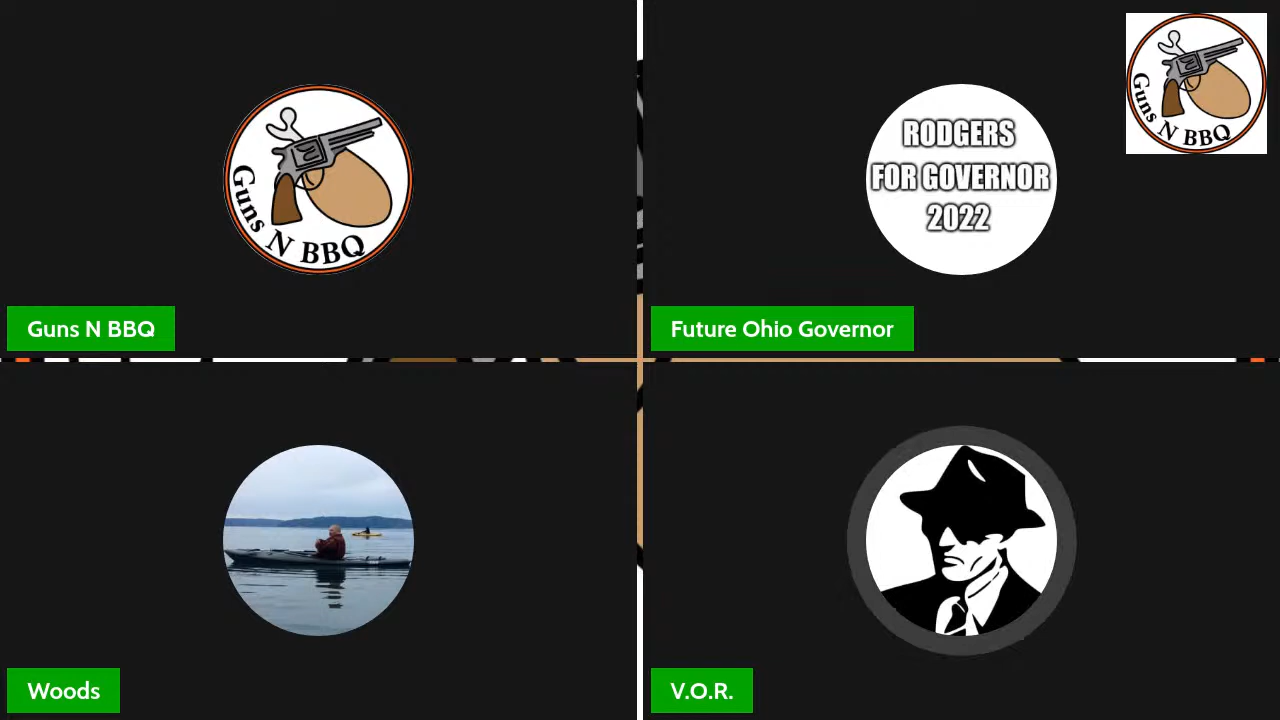 Guns N BBQ
Guns N BBQ
RODGERS
FOR GOVERNOR
2022
Future Ohio Governor
Guns N BBQ
Woods
V.O.R.